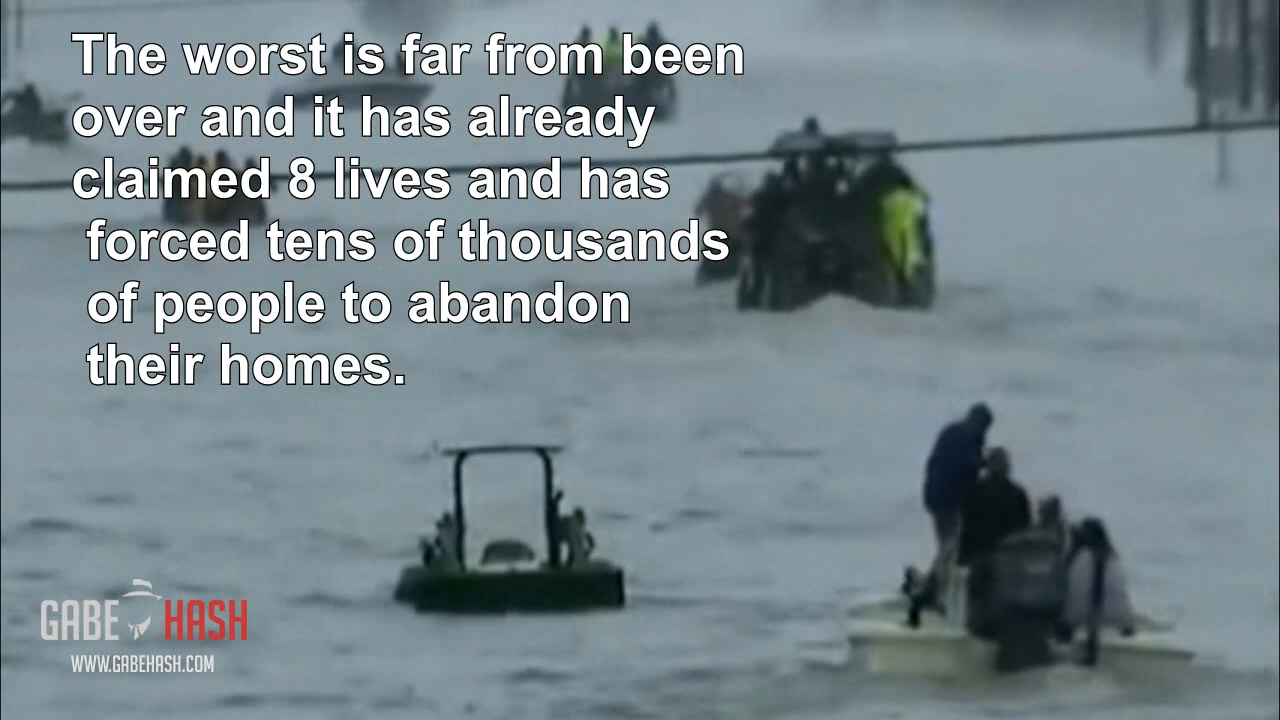 The worst is far from been
over and it has already
claimed 8 lives and has
forced tens of thousands
of people to abandon
their homes.
GABE HASH
WWW.GABEHASH.COM